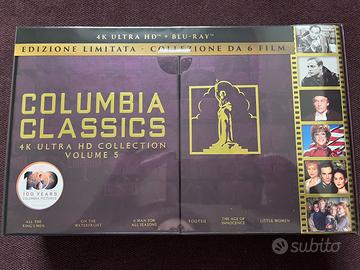 4K ULTRA HD™ + BLU-RAY™
EDIZIONE LIMITATA - COLLEZIONE DA 6 FILM
COLUMBIA
CLASSICS
4K ULTRA HD COLLECTION
VOLUME 5
100 YEARS
COLUMBIA PICTURES
ALL THE
KING'S MEN
ON THE
WATERFRONT
A MAN FOR
ALL SEASONS
TOOTSIE
THE AGE OF
INNOCENCE
LITTLE WOMEN
subito